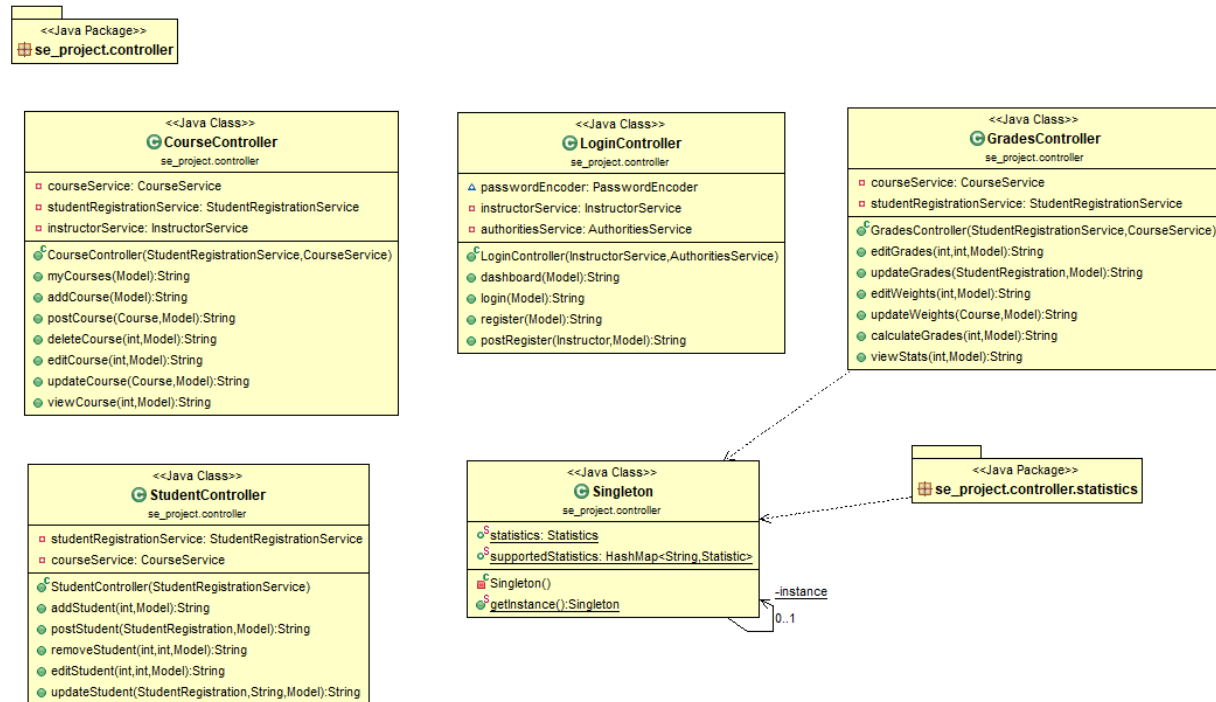 <<Java Package>>
se_project.controller
<<Java Class>>
CourseController
se_project.controller
courseService: CourseService
studentRegistrationService: StudentRegistrationService
instructorService: InstructorService
CourseController(StudentRegistrationService,CourseService)
myCourses(Model):String
addCourse(Model):String
postCourse(Course,Model):String
deleteCourse(int,Model):String
editCourse(int,Model):String
updateCourse(Course,Model):String
viewCourse(int,Model):String
<<Java Class>>
LoginController
se_project.controller
passwordEncoder: PasswordEncoder
instructorService: InstructorService
authoritiesService: AuthoritiesService
LoginController(InstructorService,AuthoritiesService)
dashboard(Model):String
login(Model):String
register(Model):String
postRegister(Instructor,Model):String
<<Java Class>>
GradesController
se_project.controller
courseService: CourseService
studentRegistrationService: StudentRegistrationService
GradesController(StudentRegistrationService,CourseService)
editGrades(int,int,Model):String
updateGrades(StudentRegistration,Model):String
editWeights(int,Model):String
updateWeights(Course,Model):String
calculateGrades(int,Model):String
viewStats(int,Model):String
<<Java Class>>
StudentController
se_project.controller
studentRegistrationService: StudentRegistrationService
courseService: CourseService
StudentController(StudentRegistrationService)
addStudent(int,Model):String
postStudent(StudentRegistration,Model):String
removeStudent(int,int,Model):String
editStudent(int,int,Model):String
updateStudent(StudentRegistration,String,Model):String
<<Java Class>>
Singleton
se_project.controller
statistics: Statistics
supportedStatistics: HashMap<String,Statistic>
Singleton()
getInstance():Singleton
-instance
0..1
<<Java Package>>
se_project.controller.statistics